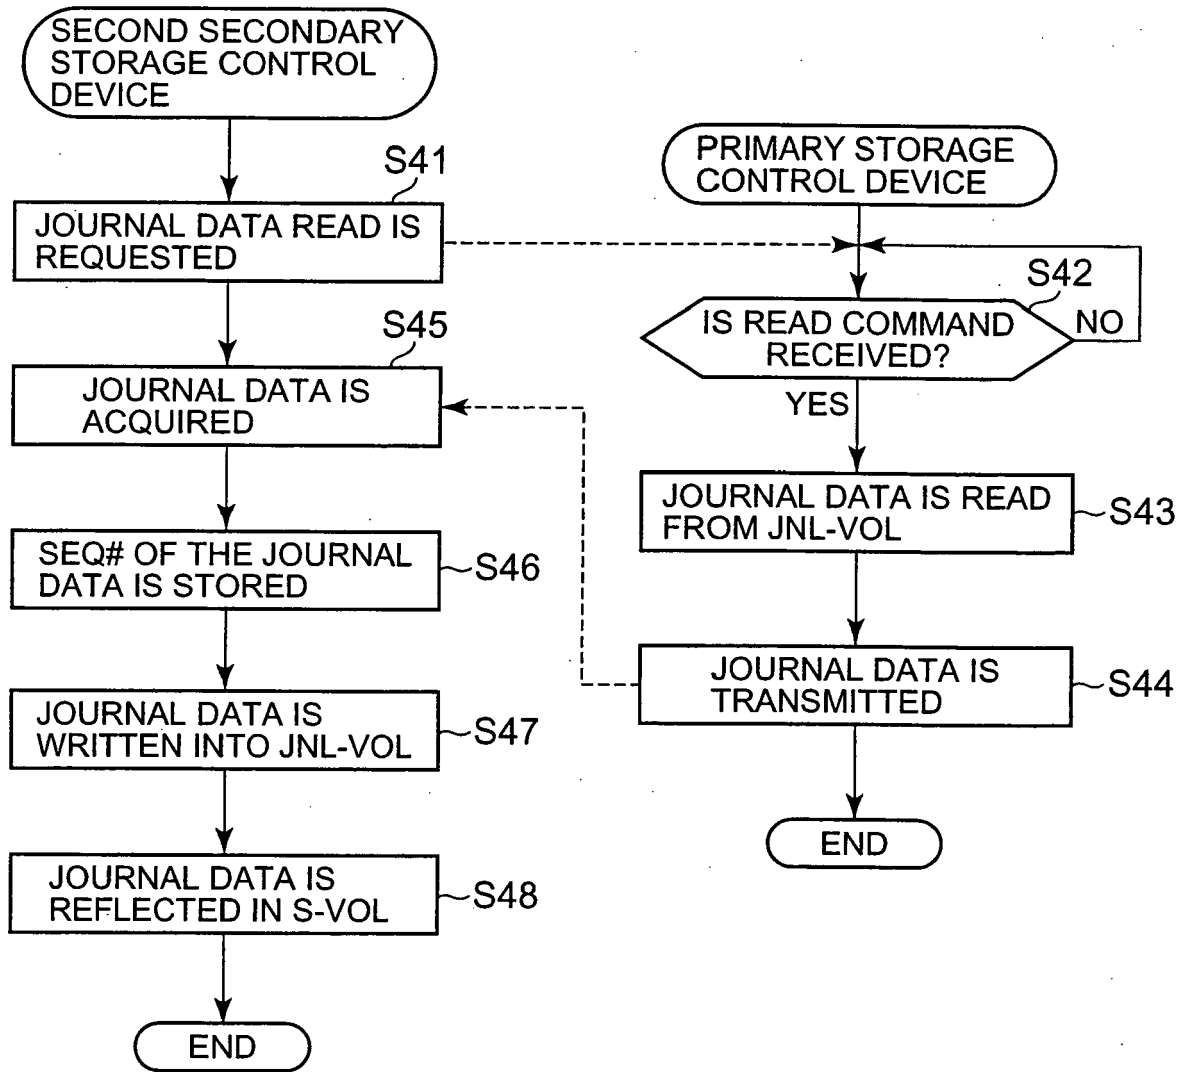 SECOND SECONDARY
STORAGE CONTROL
DEVICE
S41
JOURNAL DATA READ IS
REQUESTED
S45
JOURNAL DATA IS
ACQUIRED
SEQ# OF THE JOURNAL
DATA IS STORED
S46
JOURNAL DATA IS
WRITTEN INTO JNL-VOL
S47
JOURNAL DATA IS
REFLECTED IN S-VOL
S48
END
PRIMARY STORAGE
CONTROL DEVICE
S42
IS READ COMMAND
RECEIVED?
NO
YES
JOURNAL DATA IS READ
FROM JNL-VOL
S43
JOURNAL DATA IS
TRANSMITTED
S44
END